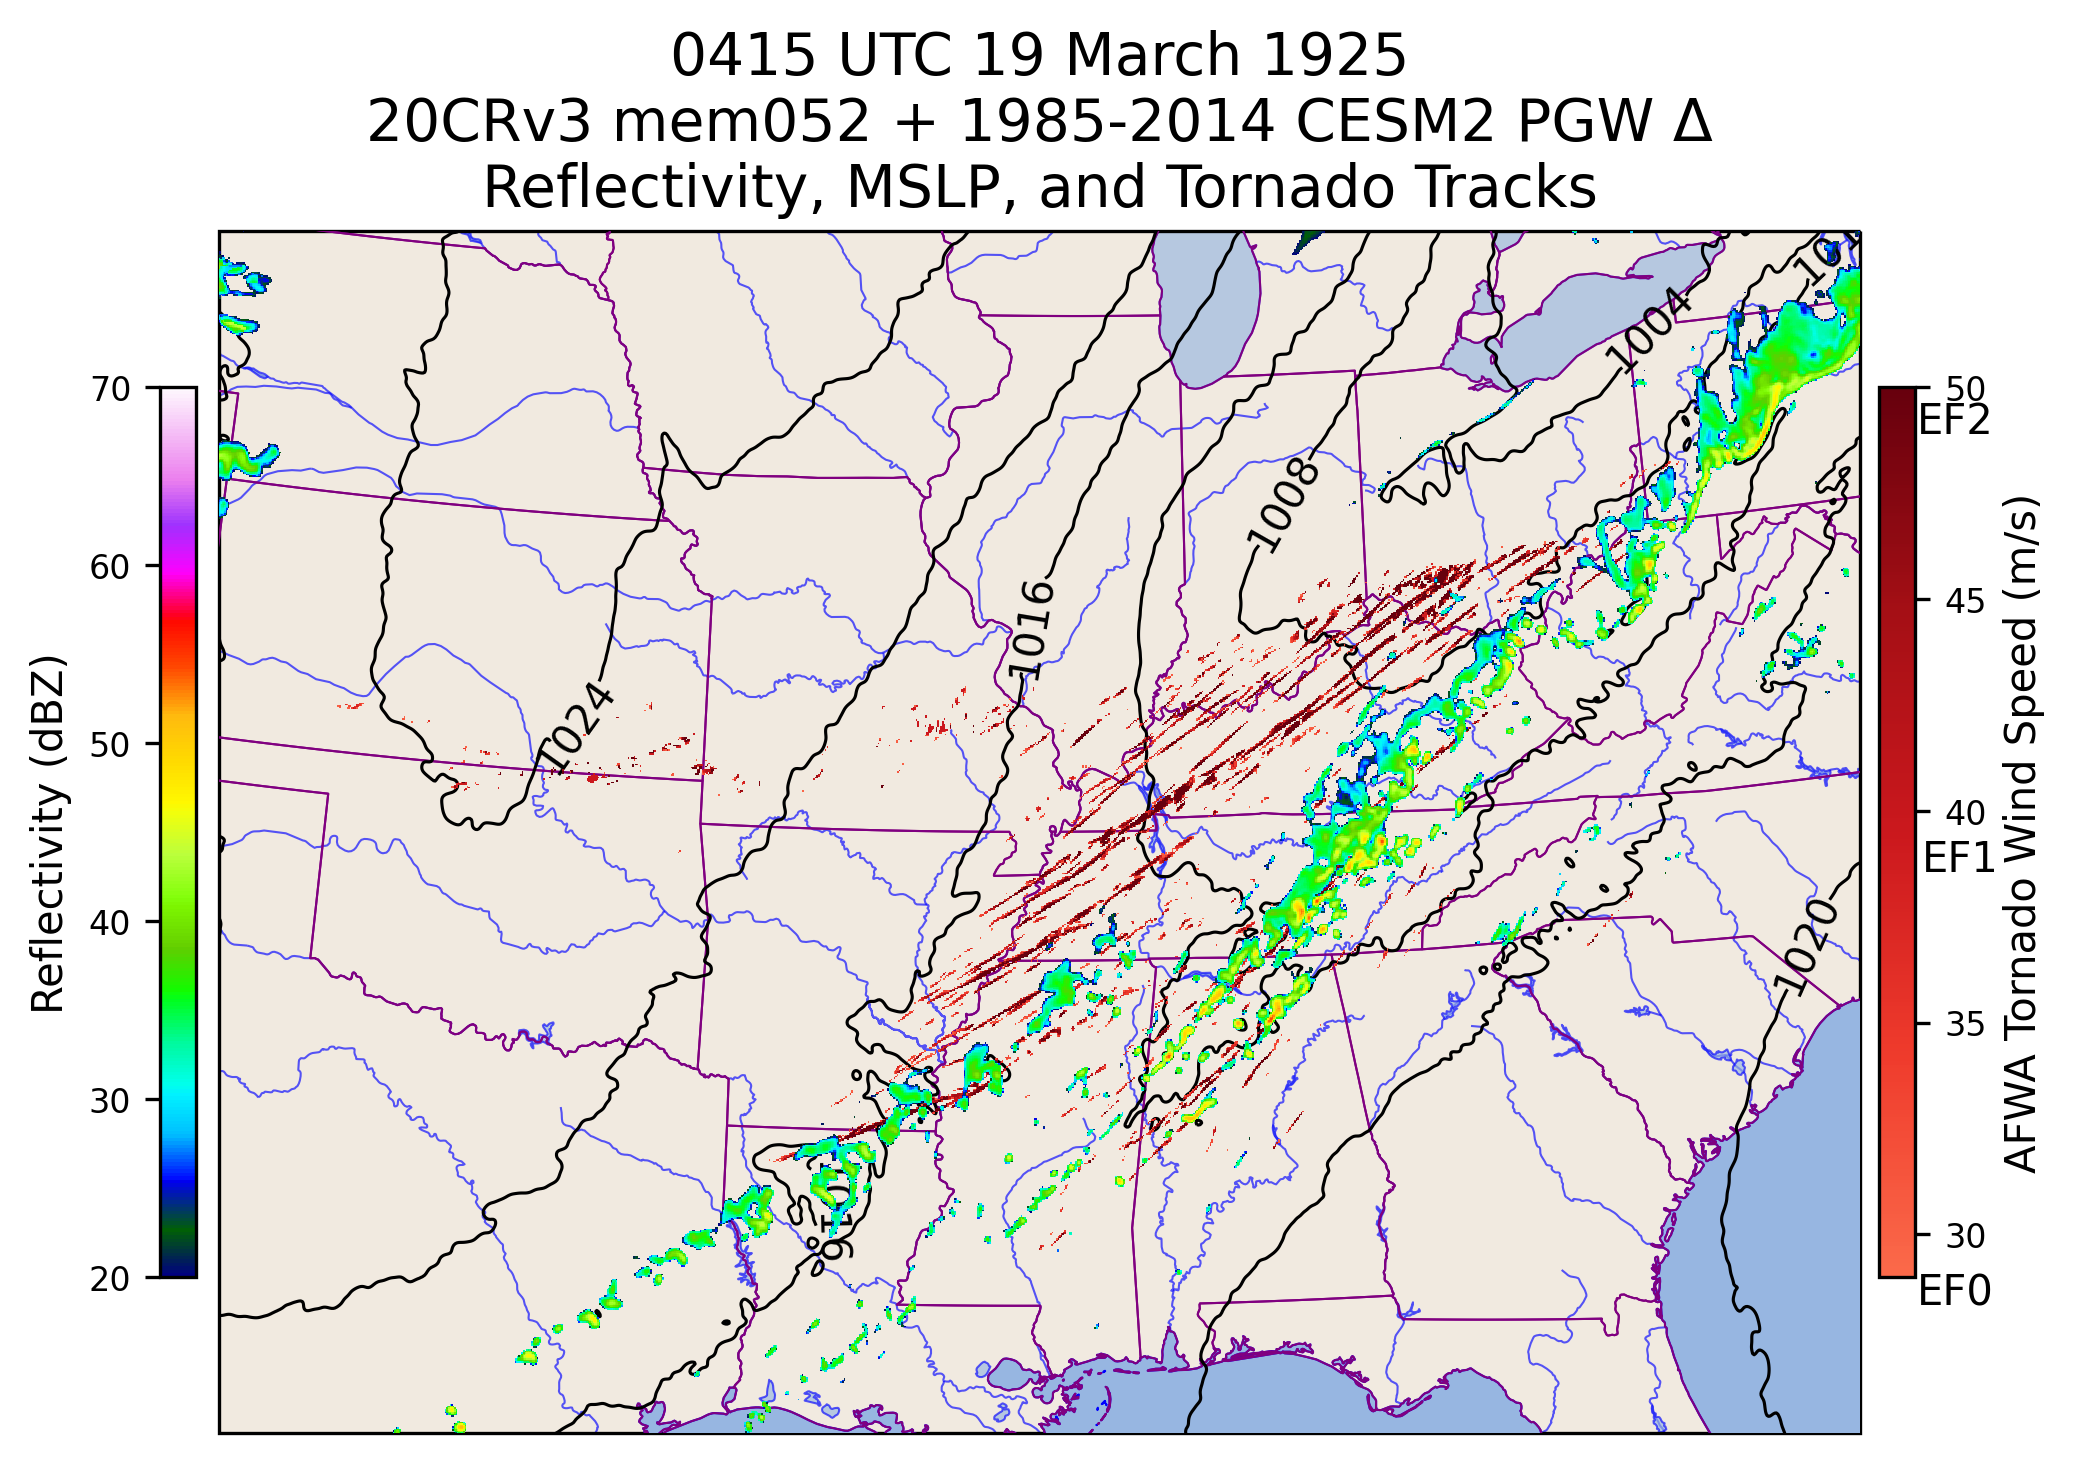 0415 UTC 19 March 1925
20CRv3 mem052 + 1985-2014 CESM2 PGW Δ
Reflectivity, MSLP, and Tornado Tracks
Reflectivity (dBZ)
70
60
50
40
30
20
1004
1008
1016
1024
1020
50
EF2
45
40
EF1
35
30
EF0
AFWA Tornado Wind Speed (m/s)